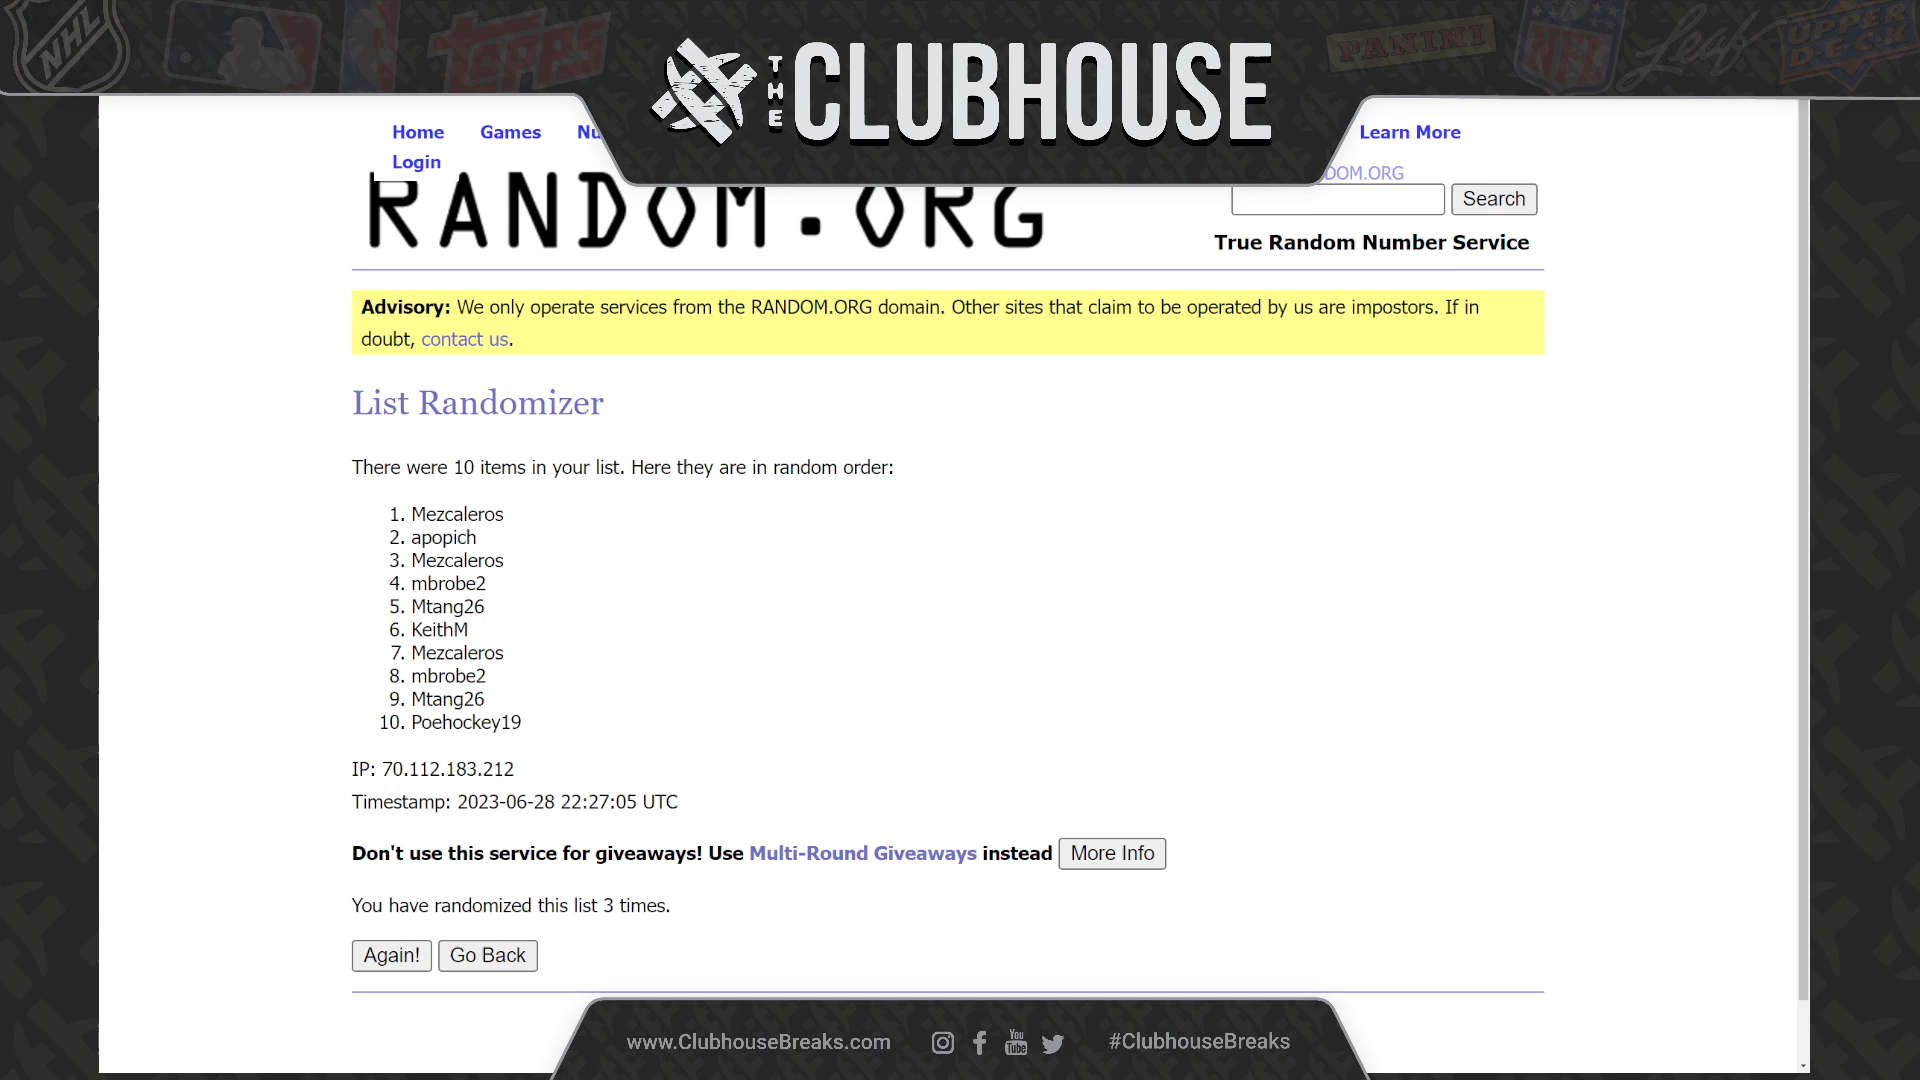 NHL
Topps
THE CLUBHOUSE
PANINI
NFL
Leaf
UPPER DECK
Home Games Nu Learn More
Login
DOM.ORG
RANDOM.ORG
Search
True Random Number Service
Advisory: We only operate services from the RANDOM.ORG domain. Other sites that claim to be operated by us are impostors. If in
doubt, contact us.
List Randomizer
There were 10 items in your list. Here they are in random order:
1. Mezcaleros
2. apopich
3. Mezcaleros
4. mbrobe2
5. Mtang26
6. KeithM
7. Mezcaleros
8. mbrobe2
9. Mtang26
10. Poehockey19
IP: 70.112.183.212
Timestamp: 2023-06-28 22:27:05 UTC
Don't use this service for giveaways! Use Multi-Round Giveaways instead More Info
You have randomized this list 3 times.
Again! Go Back
www.ClubhouseBreaks.com You Tube #ClubhouseBreaks